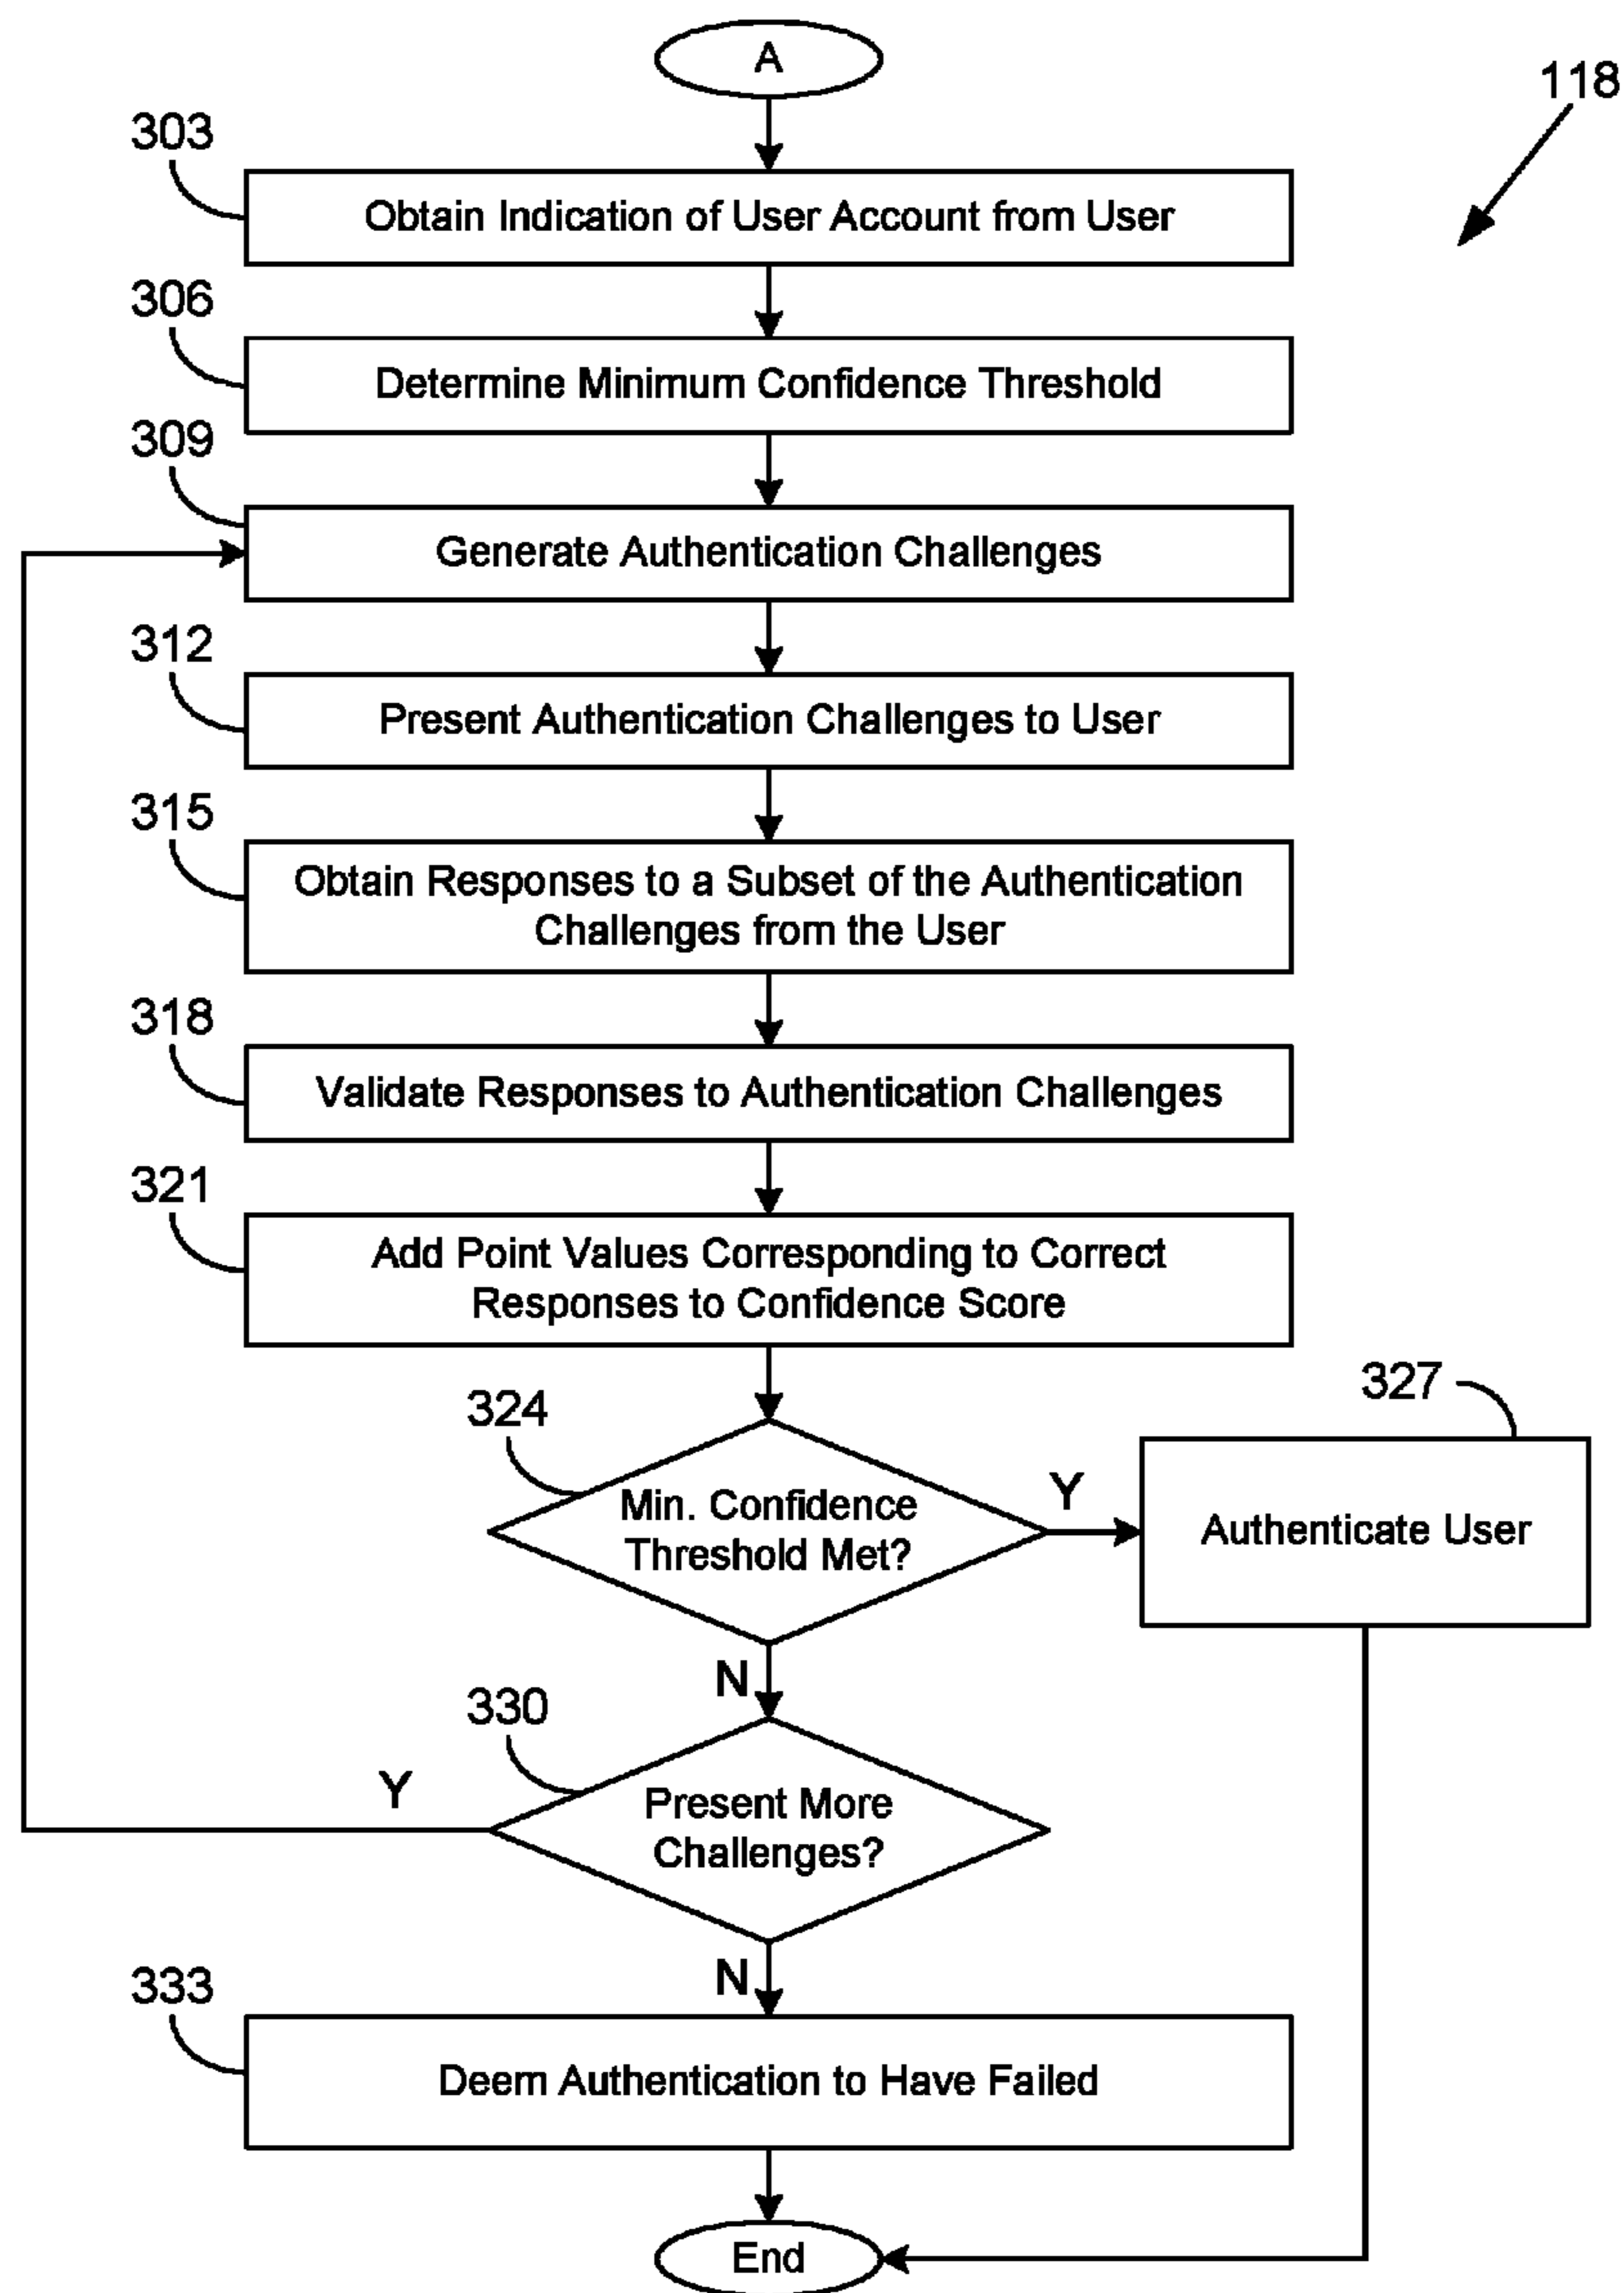 A
118
303
Obtain Indication of User Account from User
306
Determine Minimum Confidence Threshold
309
Generate Authentication Challenges
312
Present Authentication Challenges to User
315
Obtain Responses to a Subset of the Authentication
Challenges from the User
318
Validate Responses to Authentication Challenges
321
Add Point Values Corresponding to Correct
Responses to Confidence Score
324
Min. Confidence
Threshold Met?
Y
327
Authenticate User
N
330
Present More
Challenges?
Y
N
333
Deem Authentication to Have Failed
End